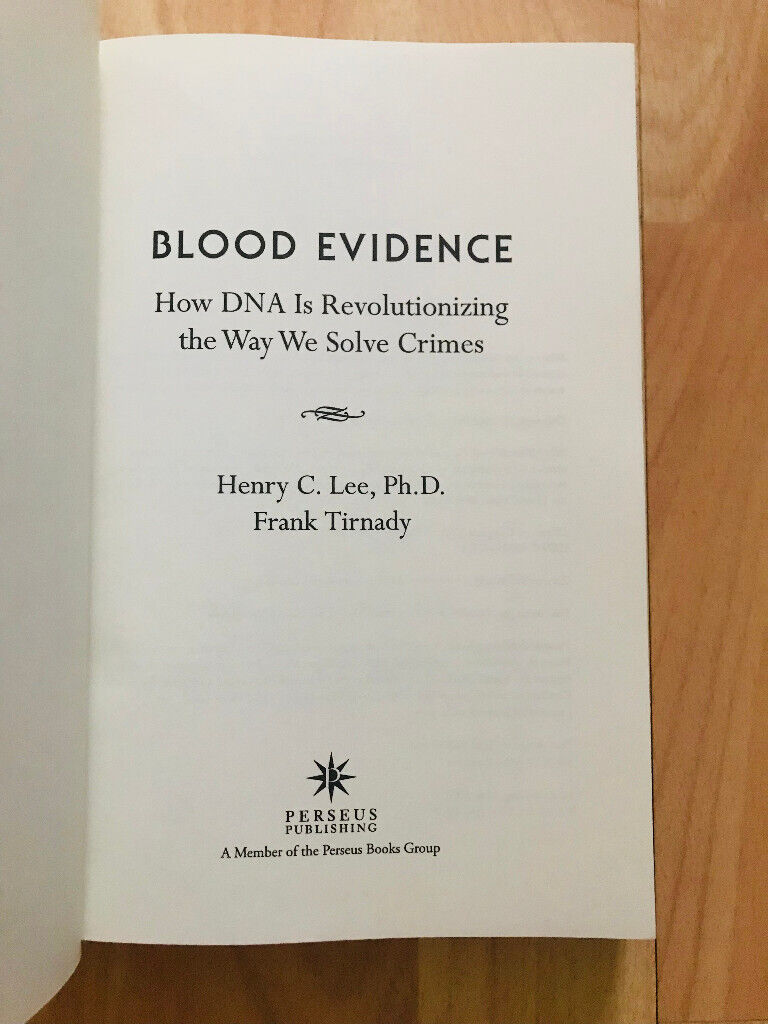 BLOOD EVIDENCE
How DNA Is Revolutionizing
the Way We Solve Crimes
Henry C. Lee, Ph.D.
Frank Tirnady
P
PERSEUS
PUBLISHING
A Member of the Perseus Books Group